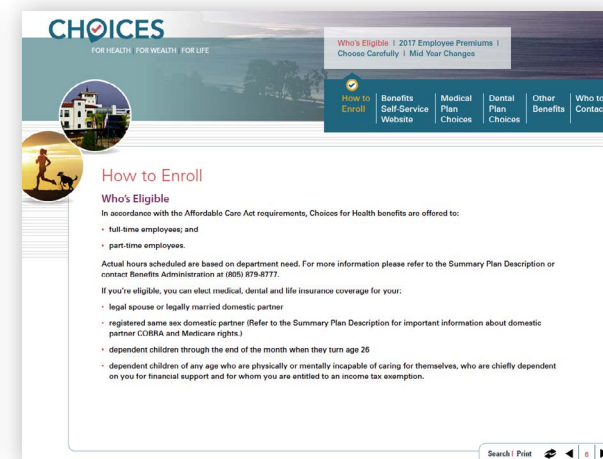 CHOICES
FOR HEALTH | FOR WEALTH | FOR LIFE
Who's Eligible | 2017 Employee Premiums |
Choose Carefully | Mid Year Changes
How to Enroll
Benefits Self-Service Website
Medical Plan Choices
Dental Plan Choices
Other Benefits
Who to Contac
How to Enroll
Who's Eligible
In accordance with the Affordable Care Act requirements, Choices for Health benefits are offered to:
• full-time employees; and
• part-time employees.
Actual hours scheduled are based on department need. For more information please refer to the Summary Plan Description or
contact Benefits Administration at (805) 879-8777.
If you're eligible, you can elect medical, dental and life insurance coverage for your:
• legal spouse or legally married domestic partner
• registered same sex domestic partner (Refer to the Summary Plan Description for important information about domestic
partner COBRA and Medicare rights.)
• dependent children through the end of the month when they turn age 26
• dependent children of any age who are physically or mentally incapable of caring for themselves, who are chiefly dependent
on you for financial support and for whom you are entitled to an income tax exemption.
Search | Print 6